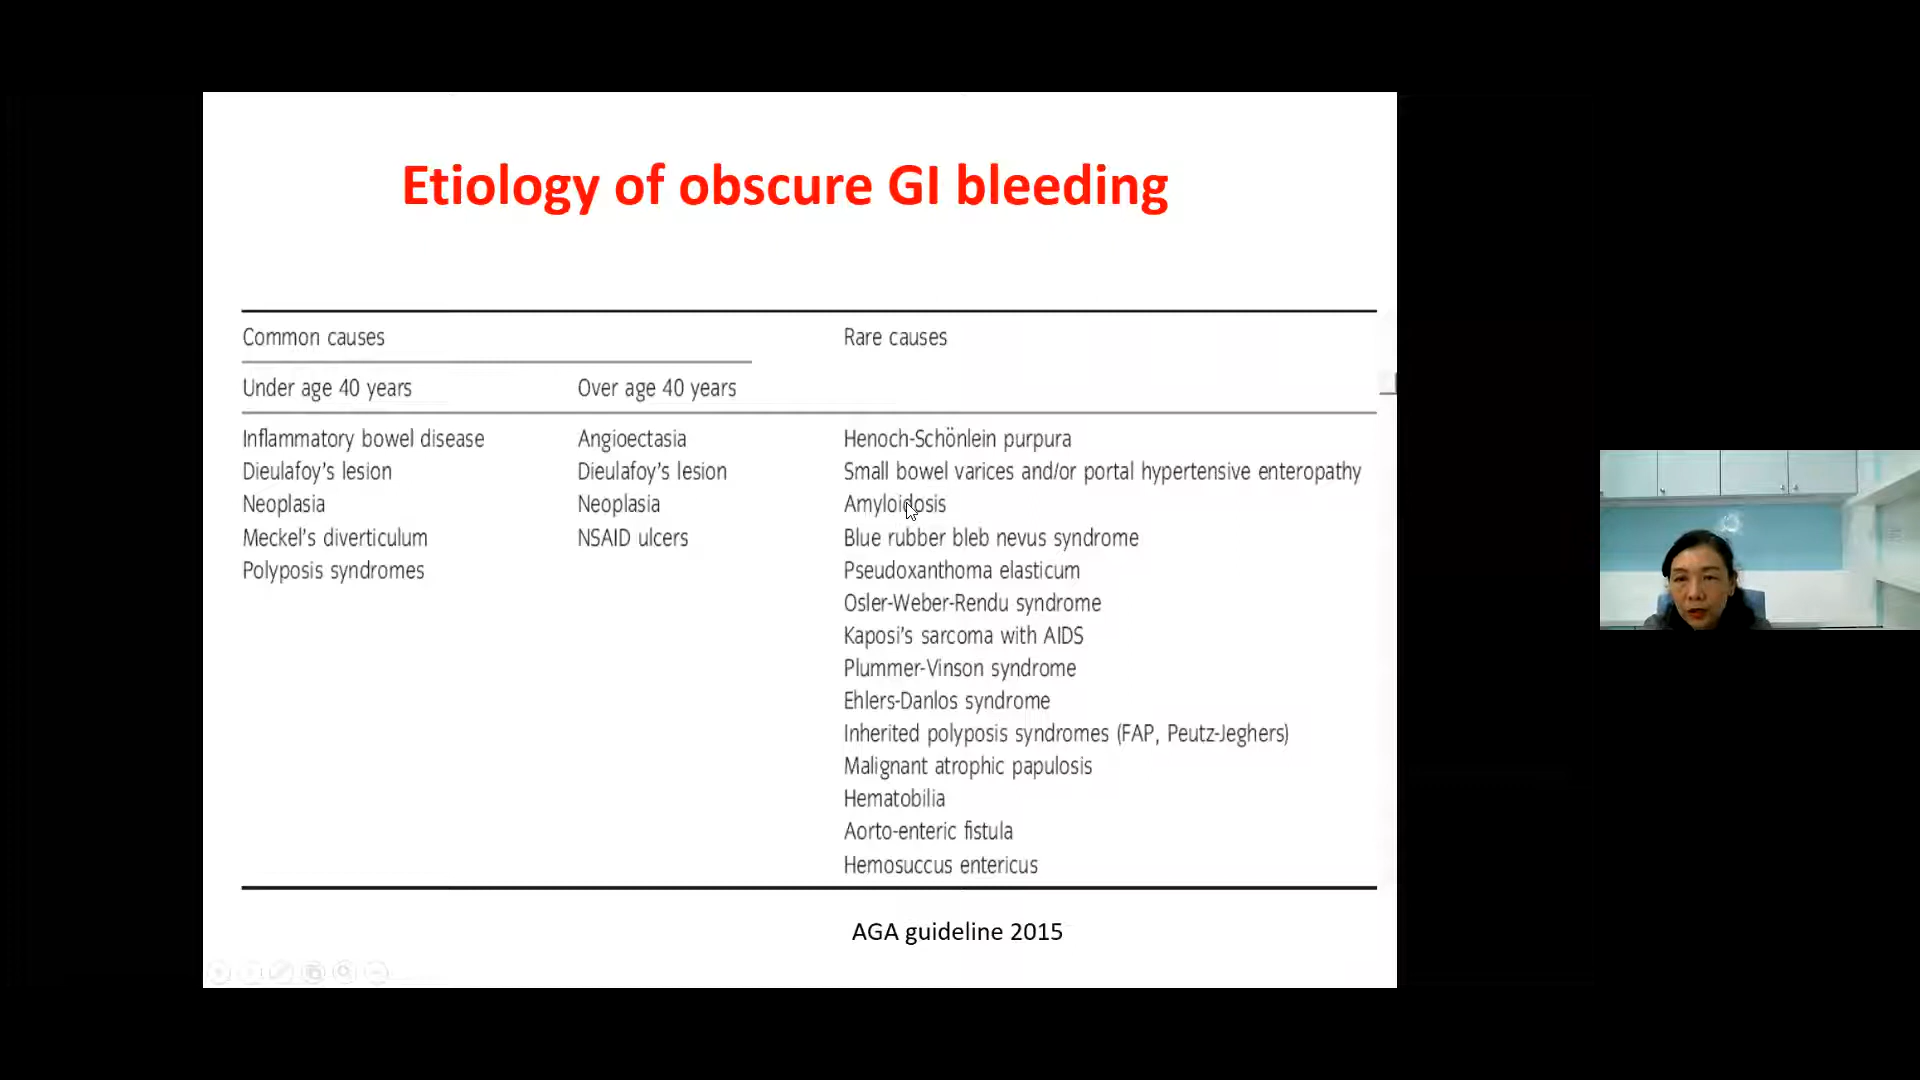 Etiology of obscure GI bleeding
Common causes Rare causes
Under age 40 years Over age 40 years
Inflammatory bowel disease Angioectasia Henoch-Schönlein purpura
Dieulafoy's lesion Dieulafoy's lesion Small bowel varices and/or portal hypertensive enteropathy
Neoplasia Neoplasia Amyloidosis
Meckel's diverticulum NSAID ulcers Blue rubber bleb nevus syndrome
Polyposis syndromes Pseudoxanthoma elasticum
Osler-Weber-Rendu syndrome
Kaposi's sarcoma with AIDS
Plummer-Vinson syndrome
Ehlers-Danlos syndrome
Inherited polyposis syndromes (FAP, Peutz-Jeghers)
Malignant atrophic papulosis
Hematobilia
Aorto-enteric fistula
Hemosuccus entericus
AGA guideline 2015